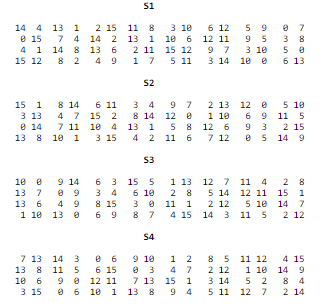 S1
14 4 13 1 2 15 11 8 3 10 6 12 5 9 0 7
0 15 7 4 14 2 13 1 10 6 12 11 9 5 3 8
4 1 14 8 13 6 2 11 15 12 9 7 3 10 5 0
15 12 8 2 4 9 1 7 5 11 3 14 10 0 6 13
S2
15 1 8 14 6 11 3 4 9 7 2 13 12 0 5 10
3 13 4 7 15 2 8 14 12 0 1 10 6 9 11 5
0 14 7 11 10 4 13 1 5 8 12 6 9 3 2 15
13 8 10 1 3 15 4 2 11 6 7 12 0 5 14 9
S3
10 0 9 14 6 3 15 5 1 13 12 7 11 4 2 8
13 7 0 9 3 4 6 10 2 8 5 14 12 11 15 1
13 6 4 9 8 15 3 0 11 1 2 12 5 10 14 7
1 10 13 0 6 9 8 7 4 15 14 3 11 5 2 12
S4
7 13 14 3 0 6 9 10 1 2 8 5 11 12 4 15
13 8 11 5 6 15 0 3 4 7 2 12 1 10 14 9
10 6 9 0 12 11 7 13 15 1 3 14 5 2 8 4
3 15 0 6 10 1 13 8 9 4 5 11 12 7 2 14